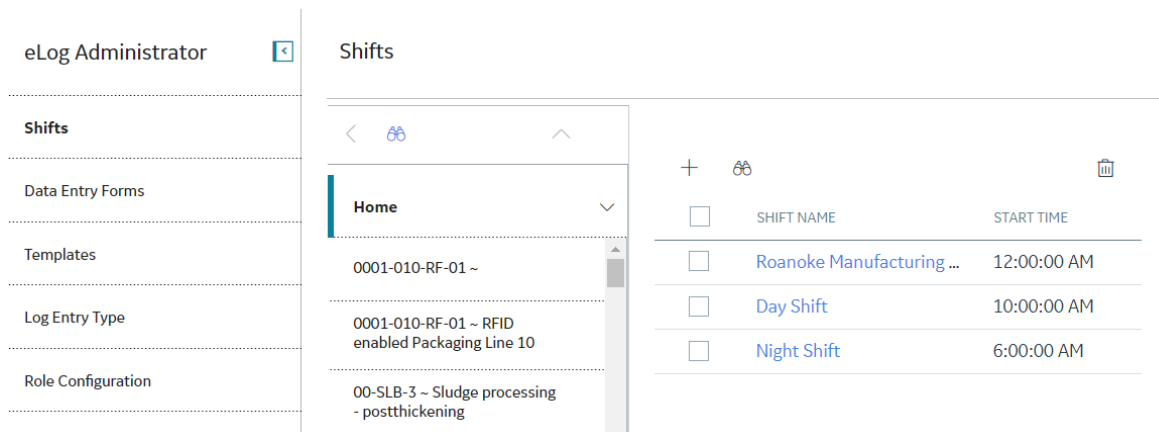 eLog Administrator
Shifts
Data Entry Forms
Templates
Log Entry Type
Role Configuration
Shifts
Home
0001-010-RF-01 ~
0001-010-RF-01 ~ RFID
enabled Packaging Line 10
00-SLB-3 ~ Sludge processing
- postthickening
SHIFT NAME START TIME
Roanoke Manufacturing ... 12:00:00 AM
Day Shift 10:00:00 AM
Night Shift 6:00:00 AM